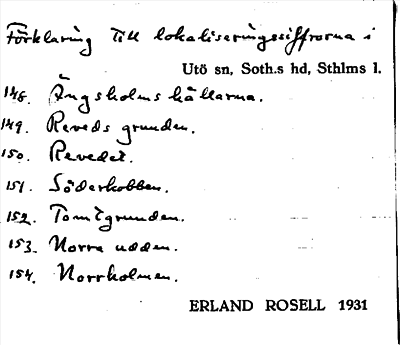 Förklaring till lokaliseringssiffrorna i
Utö sn, Soth.s hd, Sthlms l.
148. Ängsholms hällarna.
149. Reveds grunden.
150. Revedet.
151. Söderkobben.
152. Tomtgrunden.
153. Norra udden.
154. Norrholmen.
ERLAND ROSELL 1931